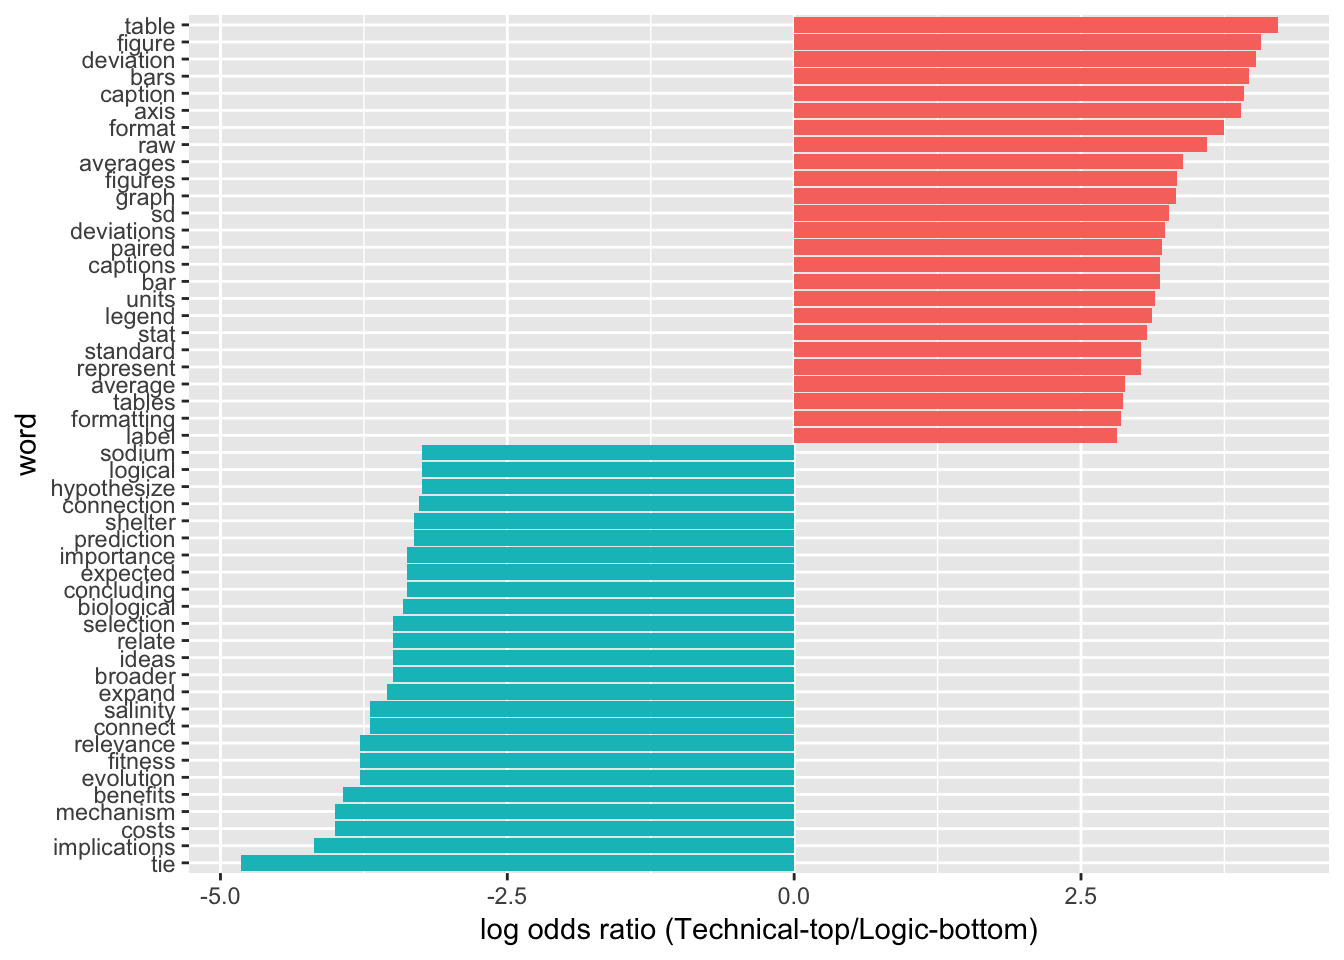 table
figure
deviation
bars
caption
axis
format
raw
averages
figures
graph
sd
deviations
paired
captions
bar
units
legend
stat
standard
represent
average
tables
formatting
label
sodium
logical
hypothesize
connection
shelter
prediction
importance
expected
concluding
biological
selection
relate
ideas
broader
expand
salinity
connect
relevance
fitness
evolution
benefits
mechanism
costs
implications
tie
word
-5.0 -2.5 0.0 2.5
log odds ratio (Technical-top/Logic-bottom)